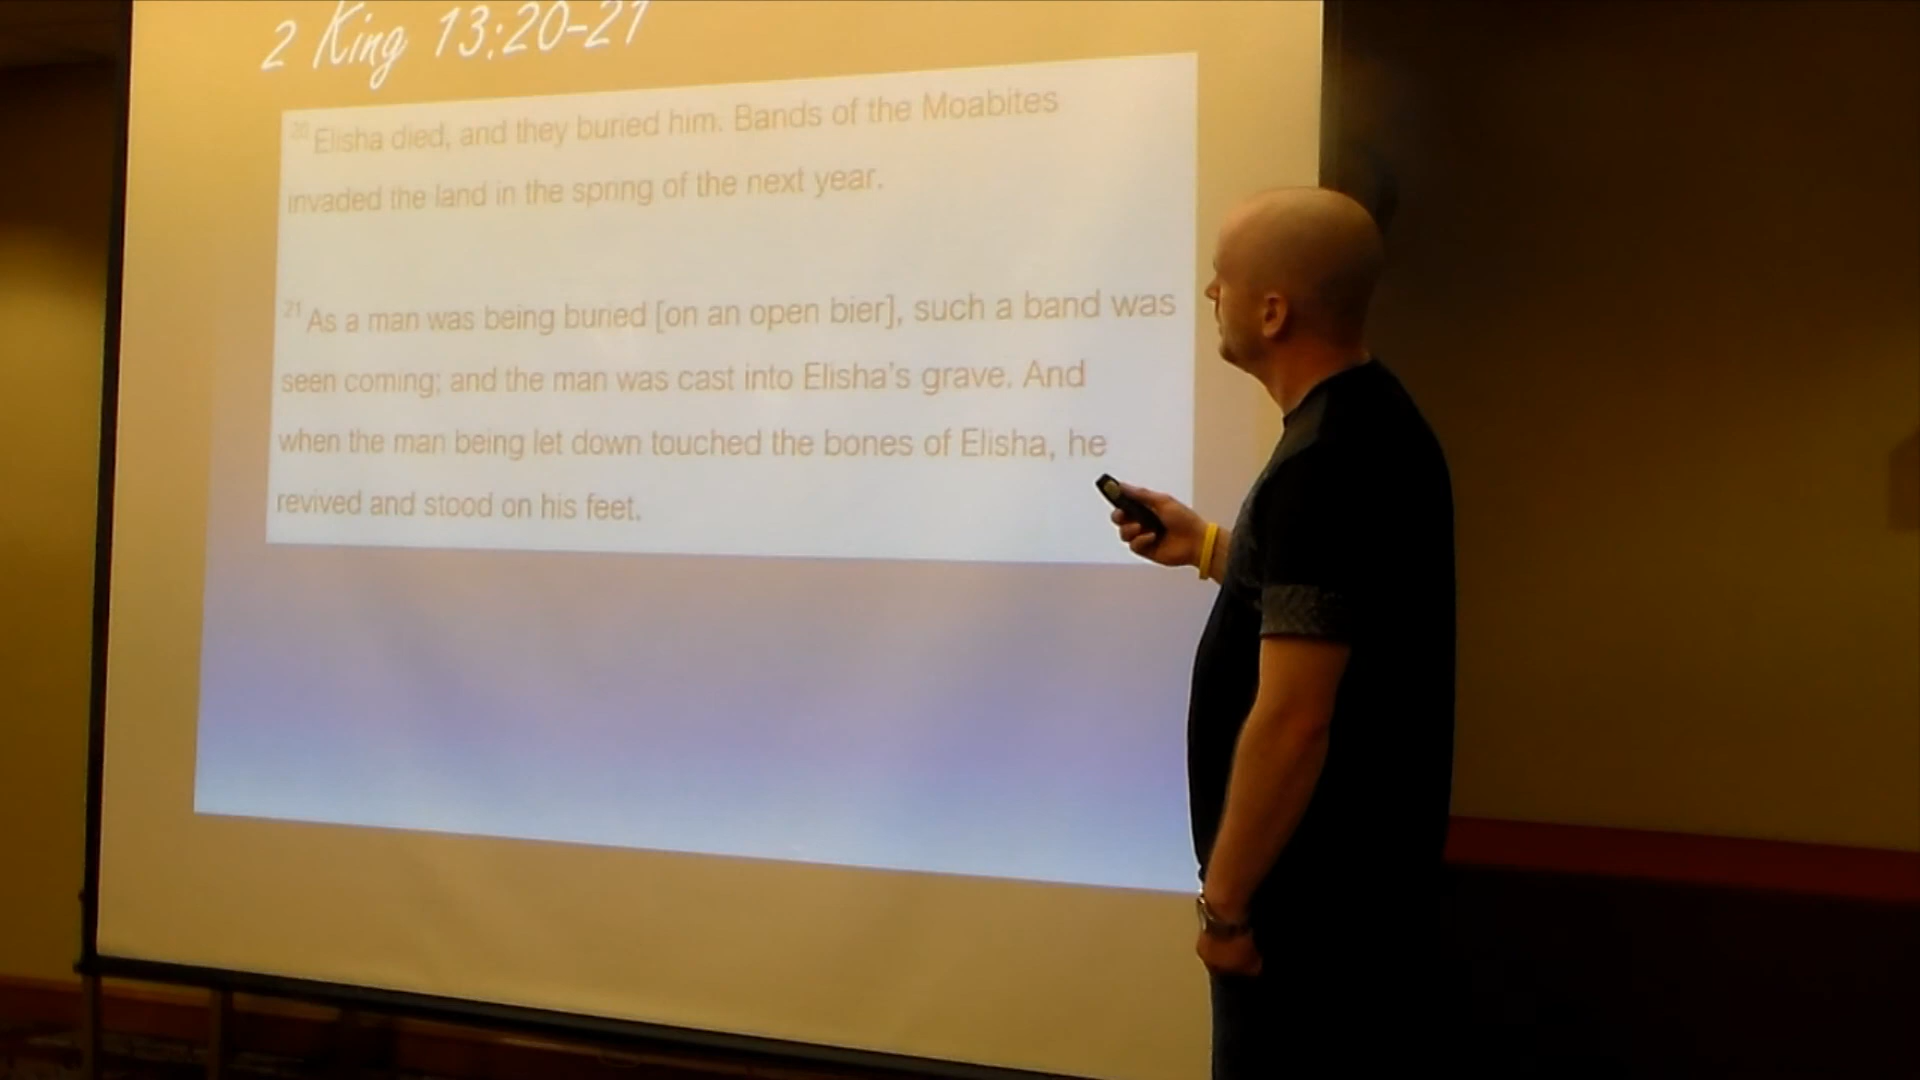 2 King 13:20-21
20 Elisha died, and they buried him. Bands of the Moabites
invaded the land in the spring of the next year.
21 As a man was being buried [on an open bier], such a band was
seen coming; and the man was cast into Elisha's grave. And
when the man being let down touched the bones of Elisha, he
revived and stood on his feet.